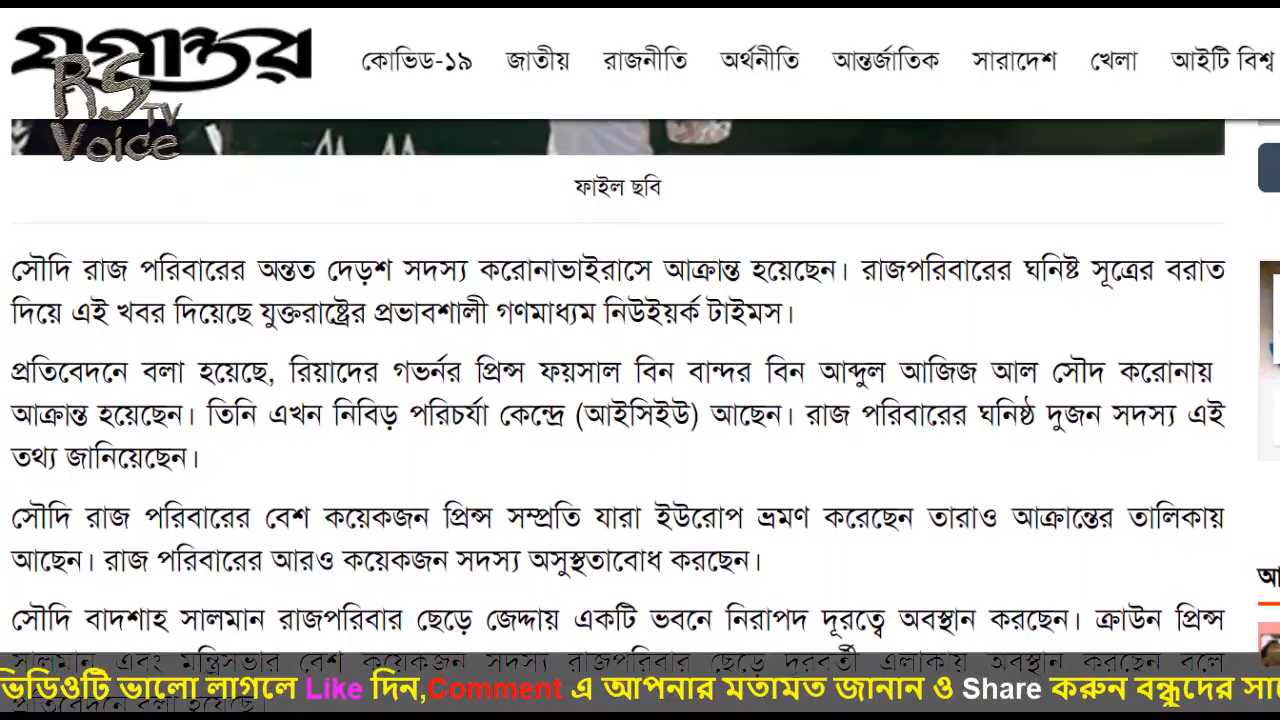 যুগান্তর
RS TV Voice
কোভিড-১৯ জাতীয় রাজনীতি অর্থনীতি আন্তর্জাতিক সারাদেশ খেলা আইটি বিশ্ব
ফাইল ছবি
সৌদি রাজ পরিবারের অন্তত দেড়শ সদস্য করোনাভাইরাসে আক্রান্ত হয়েছেন। রাজপরিবারের ঘনিষ্ট সূত্রের বরাত
দিয়ে এই খবর দিয়েছে যুক্তরাষ্ট্রের প্রভাবশালী গণমাধ্যম নিউইয়র্ক টাইমস।
প্রতিবেদনে বলা হয়েছে, রিয়াদের গভর্নর প্রিন্স ফয়সাল বিন বান্দর বিন আব্দুল আজিজ আল সৌদ করোনায়
আক্রান্ত হয়েছেন। তিনি এখন নিবিড় পরিচর্যা কেন্দ্রে (আইসিইউ) আছেন। রাজ পরিবারের ঘনিষ্ঠ দুজন সদস্য এই
তথ্য জানিয়েছেন।
সৌদি রাজ পরিবারের বেশ কয়েকজন প্রিন্স সম্প্রতি যারা ইউরোপ ভ্রমণ করেছেন তারাও আক্রান্তের তালিকায়
আছেন। রাজ পরিবারের আরও কয়েকজন সদস্য অসুস্থতাবোধ করছেন।
সৌদি বাদশাহ সালমান রাজপরিবার ছেড়ে জেদ্দায় একটি ভবনে নিরাপদ দূরত্বে অবস্থান করছেন। ক্রাউন প্রিন্স
সালমান এবং মন্ত্রিসভার বেশ কয়েকজন সদস্য রাজপরিবার ছেড়ে দূরবর্তী এলাকায় অবস্থান করছেন বলে
প্রতিবেদনে বলা হয়েছে।
ভিডিওটি ভালো লাগলে Like দিন,Comment এ আপনার মতামত জানান ও Share করুন বন্ধুদের সা